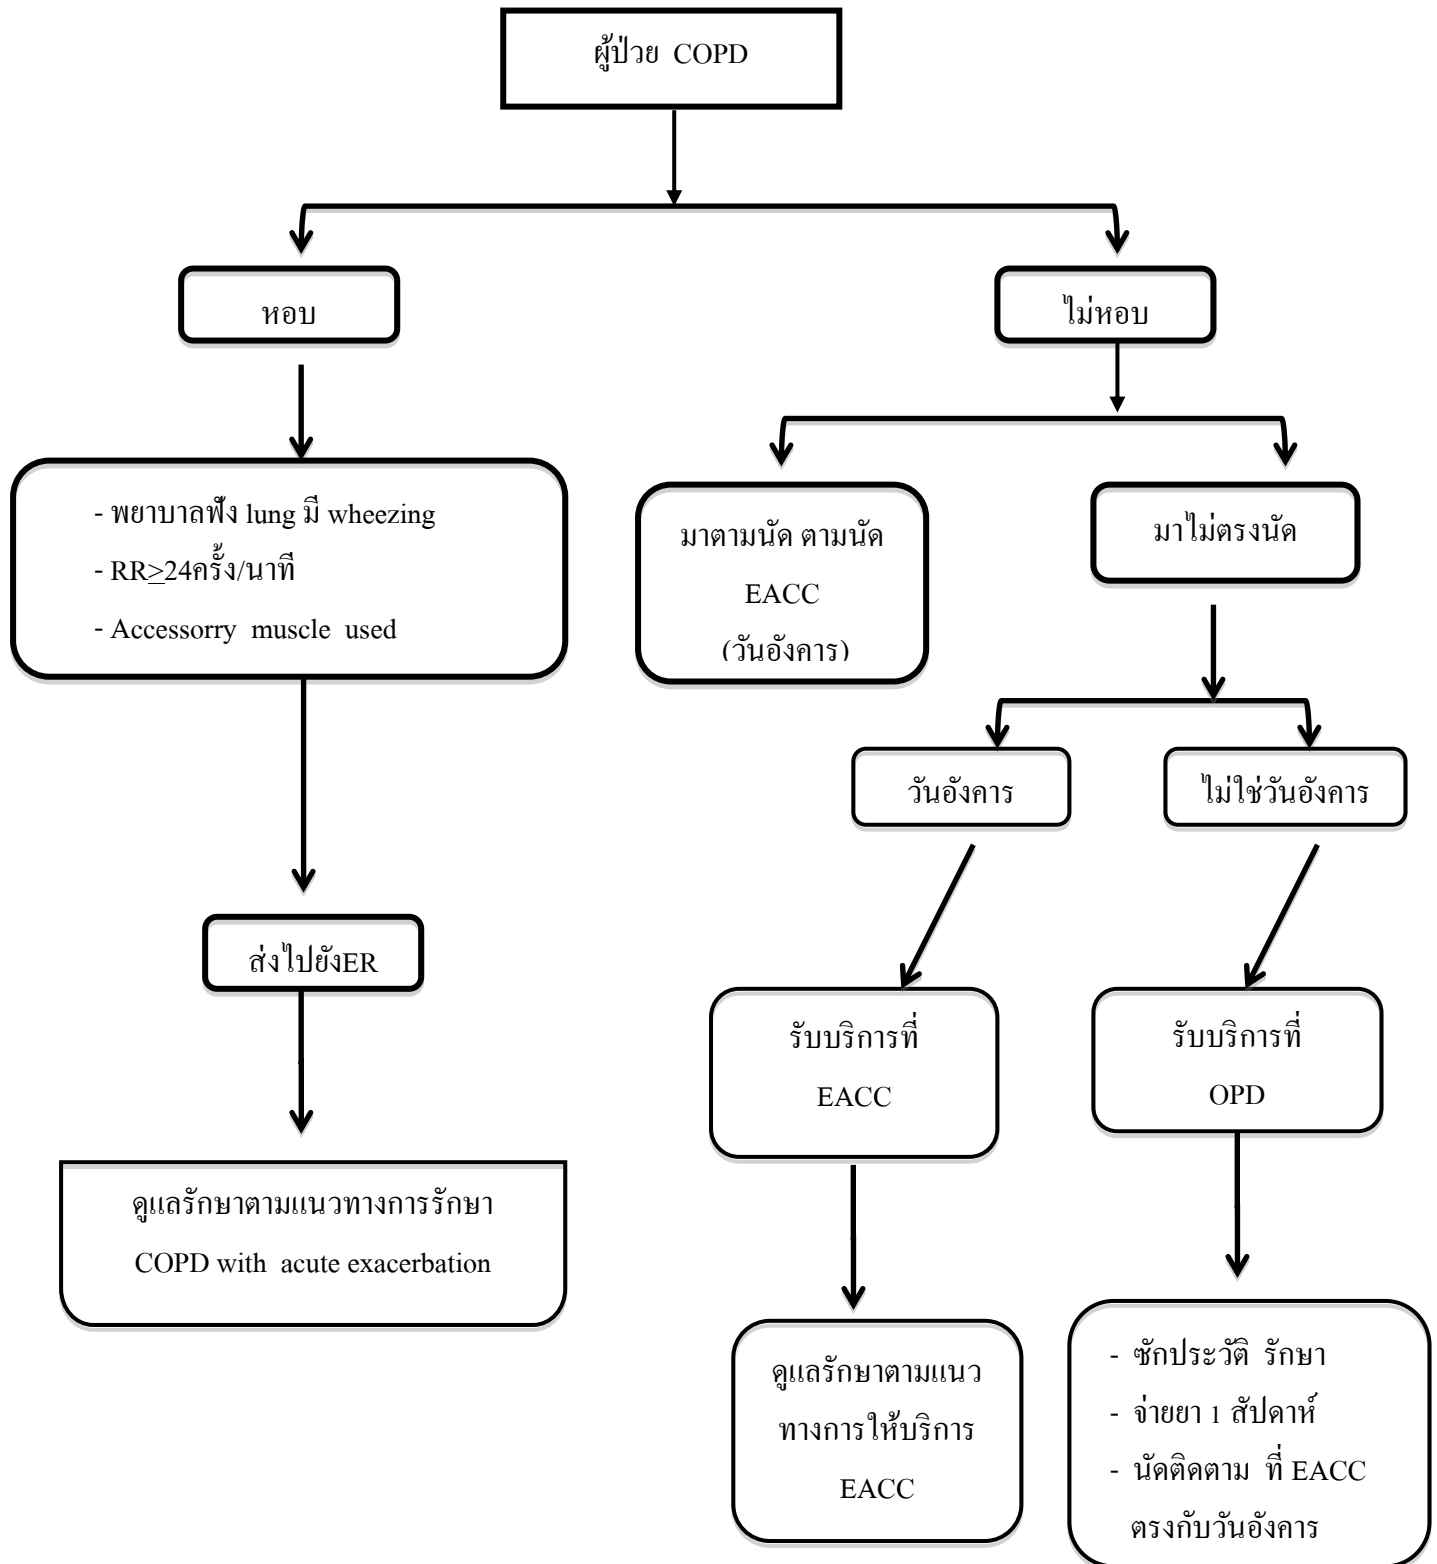 ผู้ป่วย COPD
หอบ
ไม่หอบ
- พยาบาลฟัง lung มี wheezing
- RR≥24ครั้ง/นาที
- Accessorry muscle used
มาตามนัด ตามนัด
EACC
(วันอังคาร)
มาไม่ตรงนัด
วันอังคาร
ไม่ใช่วันอังคาร
ส่งไปยังER
รับบริการที่
EACC
รับบริการที่
OPD
ดูแลรักษาตามแนวทางการรักษา
COPD with acute exacerbation
ดูแลรักษาตามแนว
ทางการให้บริการ
EACC
- ซักประวัติ รักษา
- จ่ายยา 1 สัปดาห์
- นัดติดตาม ที่ EACC
ตรงกับวันอังคาร